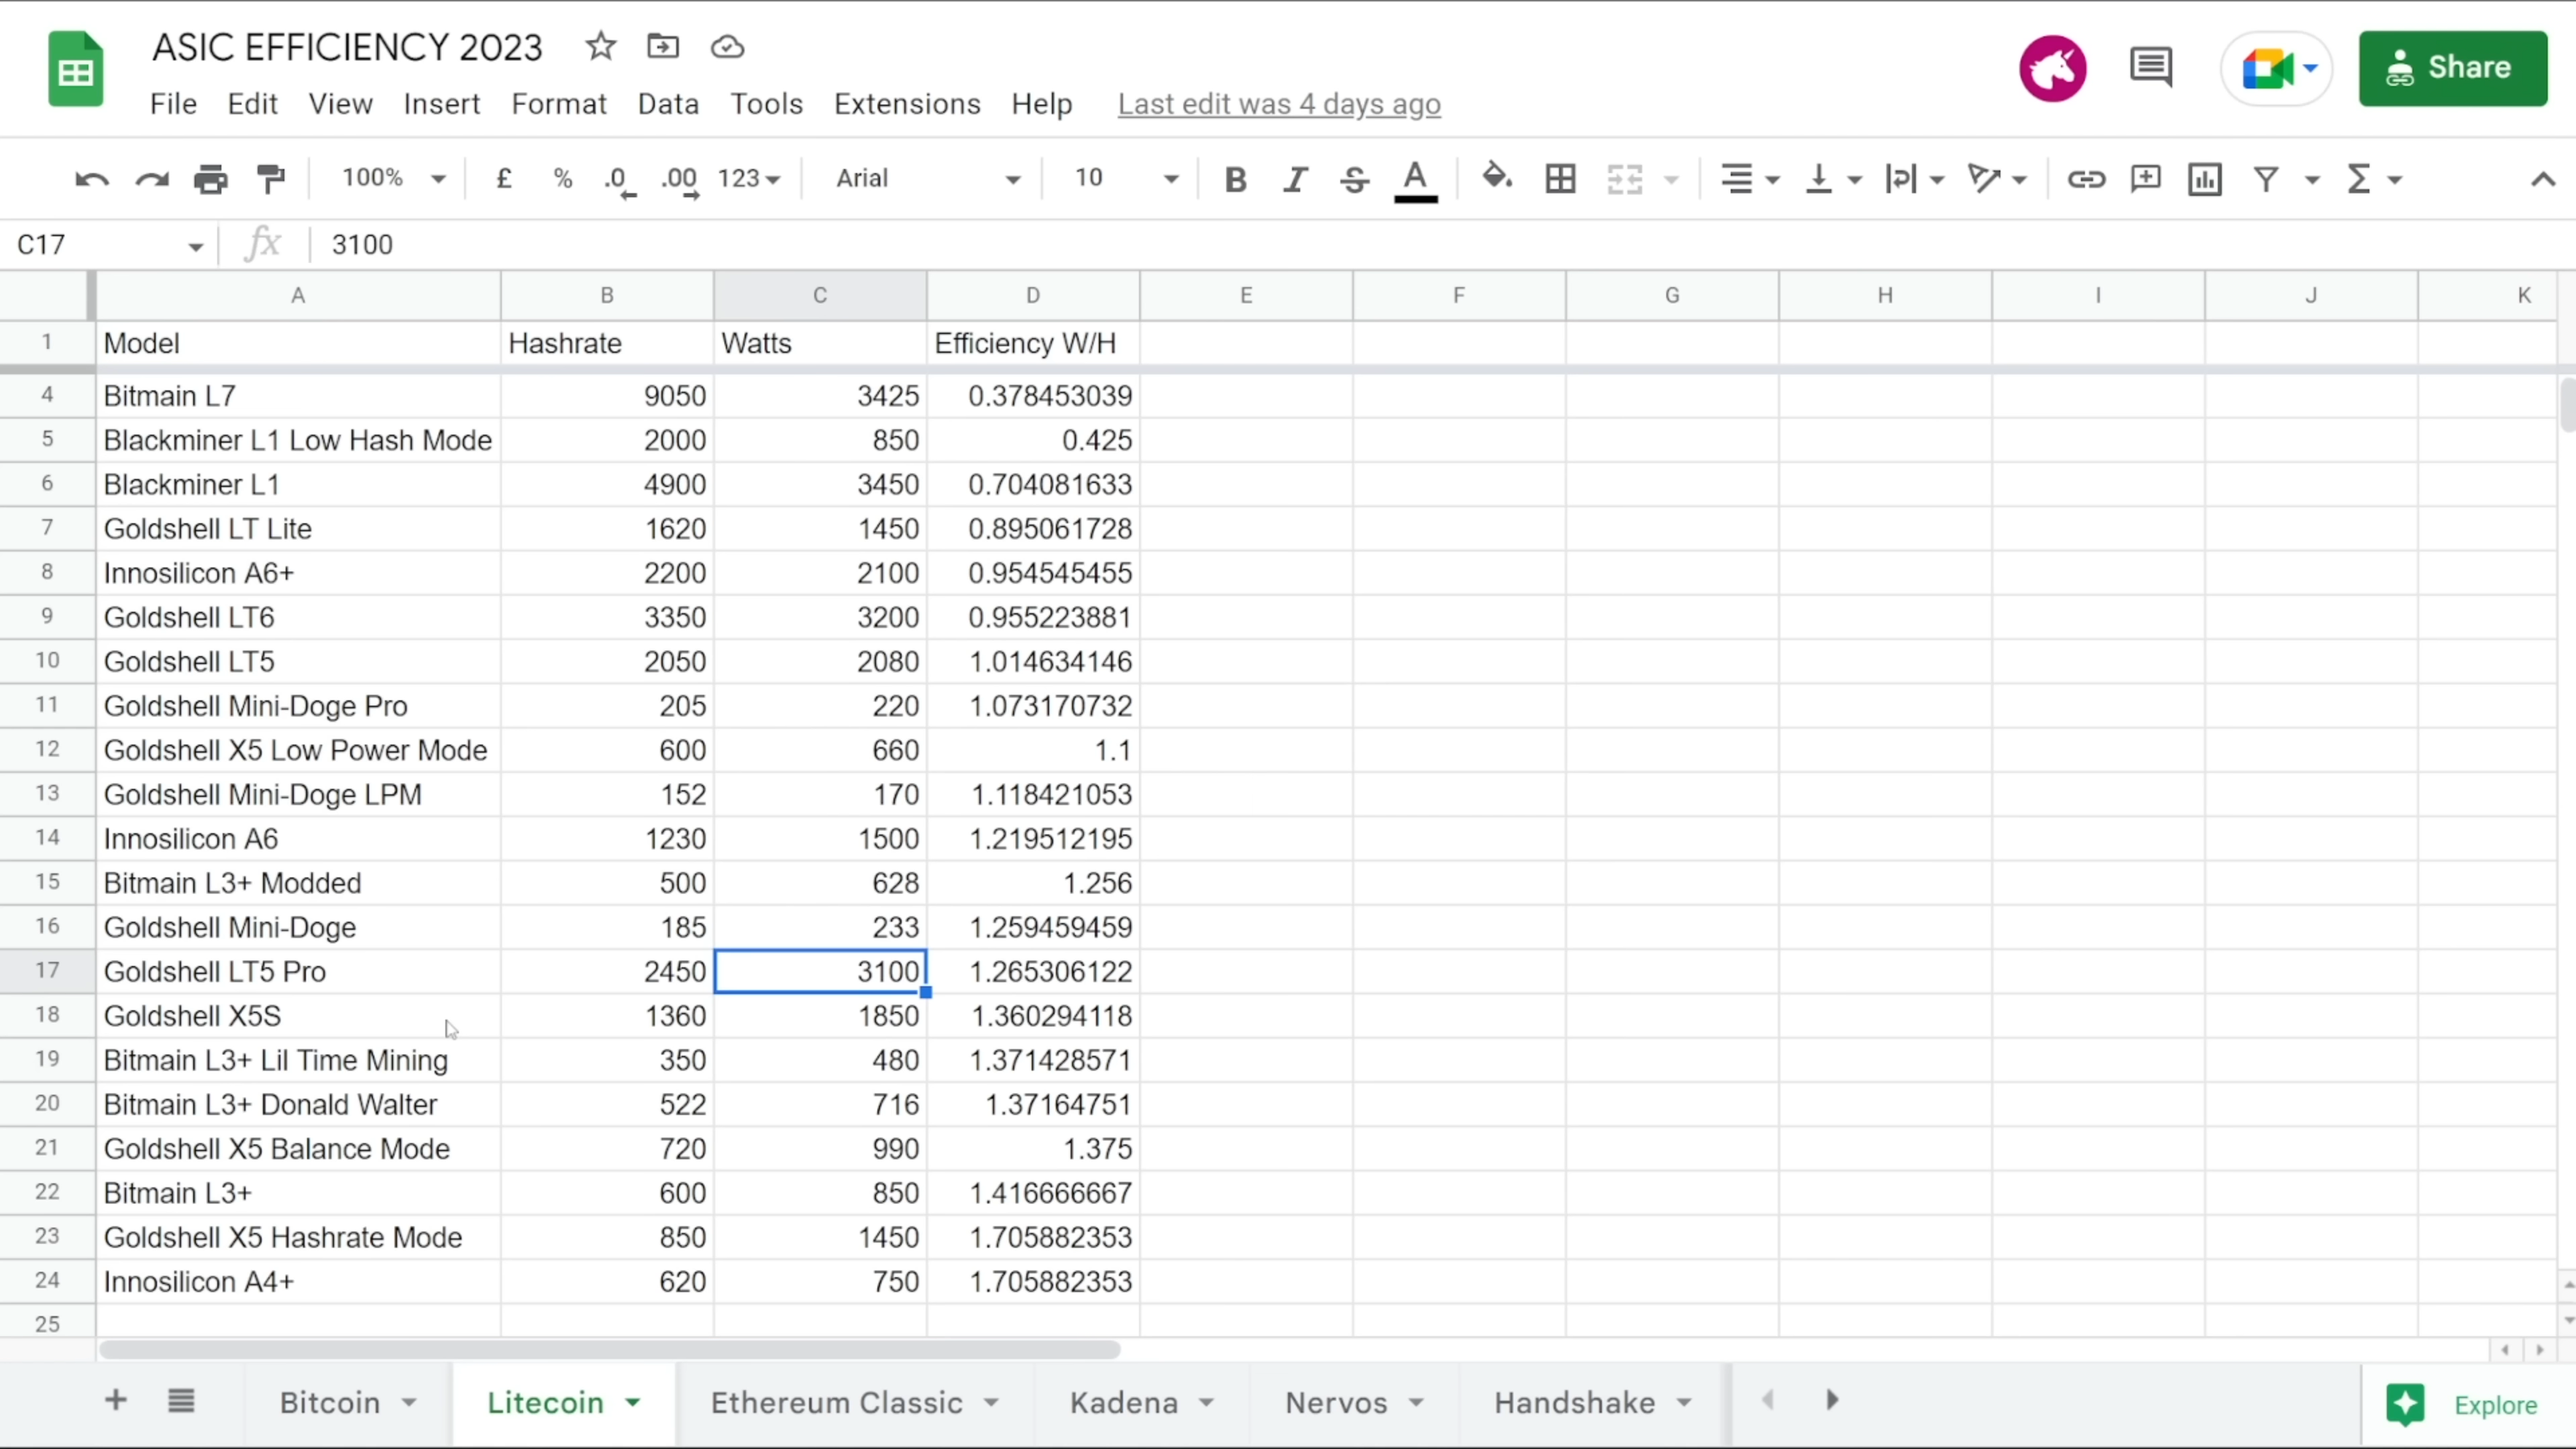 ASIC EFFICIENCY 2023
File Edit View Insert Format Data Tools Extensions Help Last edit was 4 days ago
Share
100% £ % .0 .00 123 Arial 10 B I S A
C17 fx 3100
A B C D E F G H I J K
1 Model Hashrate Watts Efficiency W/H
4 Bitmain L7 9050 3425 0.378453039
5 Blackminer L1 Low Hash Mode 2000 850 0.425
6 Blackminer L1 4900 3450 0.704081633
7 Goldshell LT Lite 1620 1450 0.895061728
8 Innosilicon A6+ 2200 2100 0.954545455
9 Goldshell LT6 3350 3200 0.955223881
10 Goldshell LT5 2050 2080 1.014634146
11 Goldshell Mini-Doge Pro 205 220 1.073170732
12 Goldshell X5 Low Power Mode 600 660 1.1
13 Goldshell Mini-Doge LPM 152 170 1.118421053
14 Innosilicon A6 1230 1500 1.219512195
15 Bitmain L3+ Modded 500 628 1.256
16 Goldshell Mini-Doge 185 233 1.259459459
17 Goldshell LT5 Pro 2450 3100 1.265306122
18 Goldshell X5S 1360 1850 1.360294118
19 Bitmain L3+ Lil Time Mining 350 480 1.371428571
20 Bitmain L3+ Donald Walter 522 716 1.37164751
21 Goldshell X5 Balance Mode 720 990 1.375
22 Bitmain L3+ 600 850 1.416666667
23 Goldshell X5 Hashrate Mode 850 1450 1.705882353
24 Innosilicon A4+ 620 750 1.705882353
25
Bitcoin Litecoin Ethereum Classic Kadena Nervos Handshake Explore